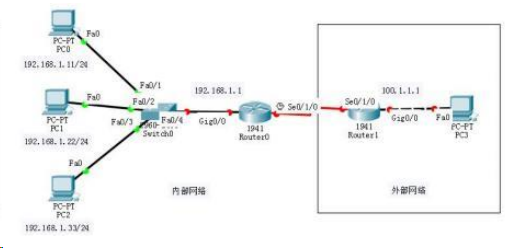 Fa0
PC-PT
PC0
192.168.1.11/24
Fa0/1
Fa0
Fa0/2
PC-PT
PC1
192.168.1.22/24
Fa0/3
Fa0/4
Switch0
192.168.1.1
Gig0/0
1941
Router0
Se0/1/0
Fa0
PC-PT
PC2
192.168.1.33/24
内部网络
Se0/1/0
1941
Router1
100.1.1.1
Gig0/0
Fa0
PC-PT
PC3
外部网络